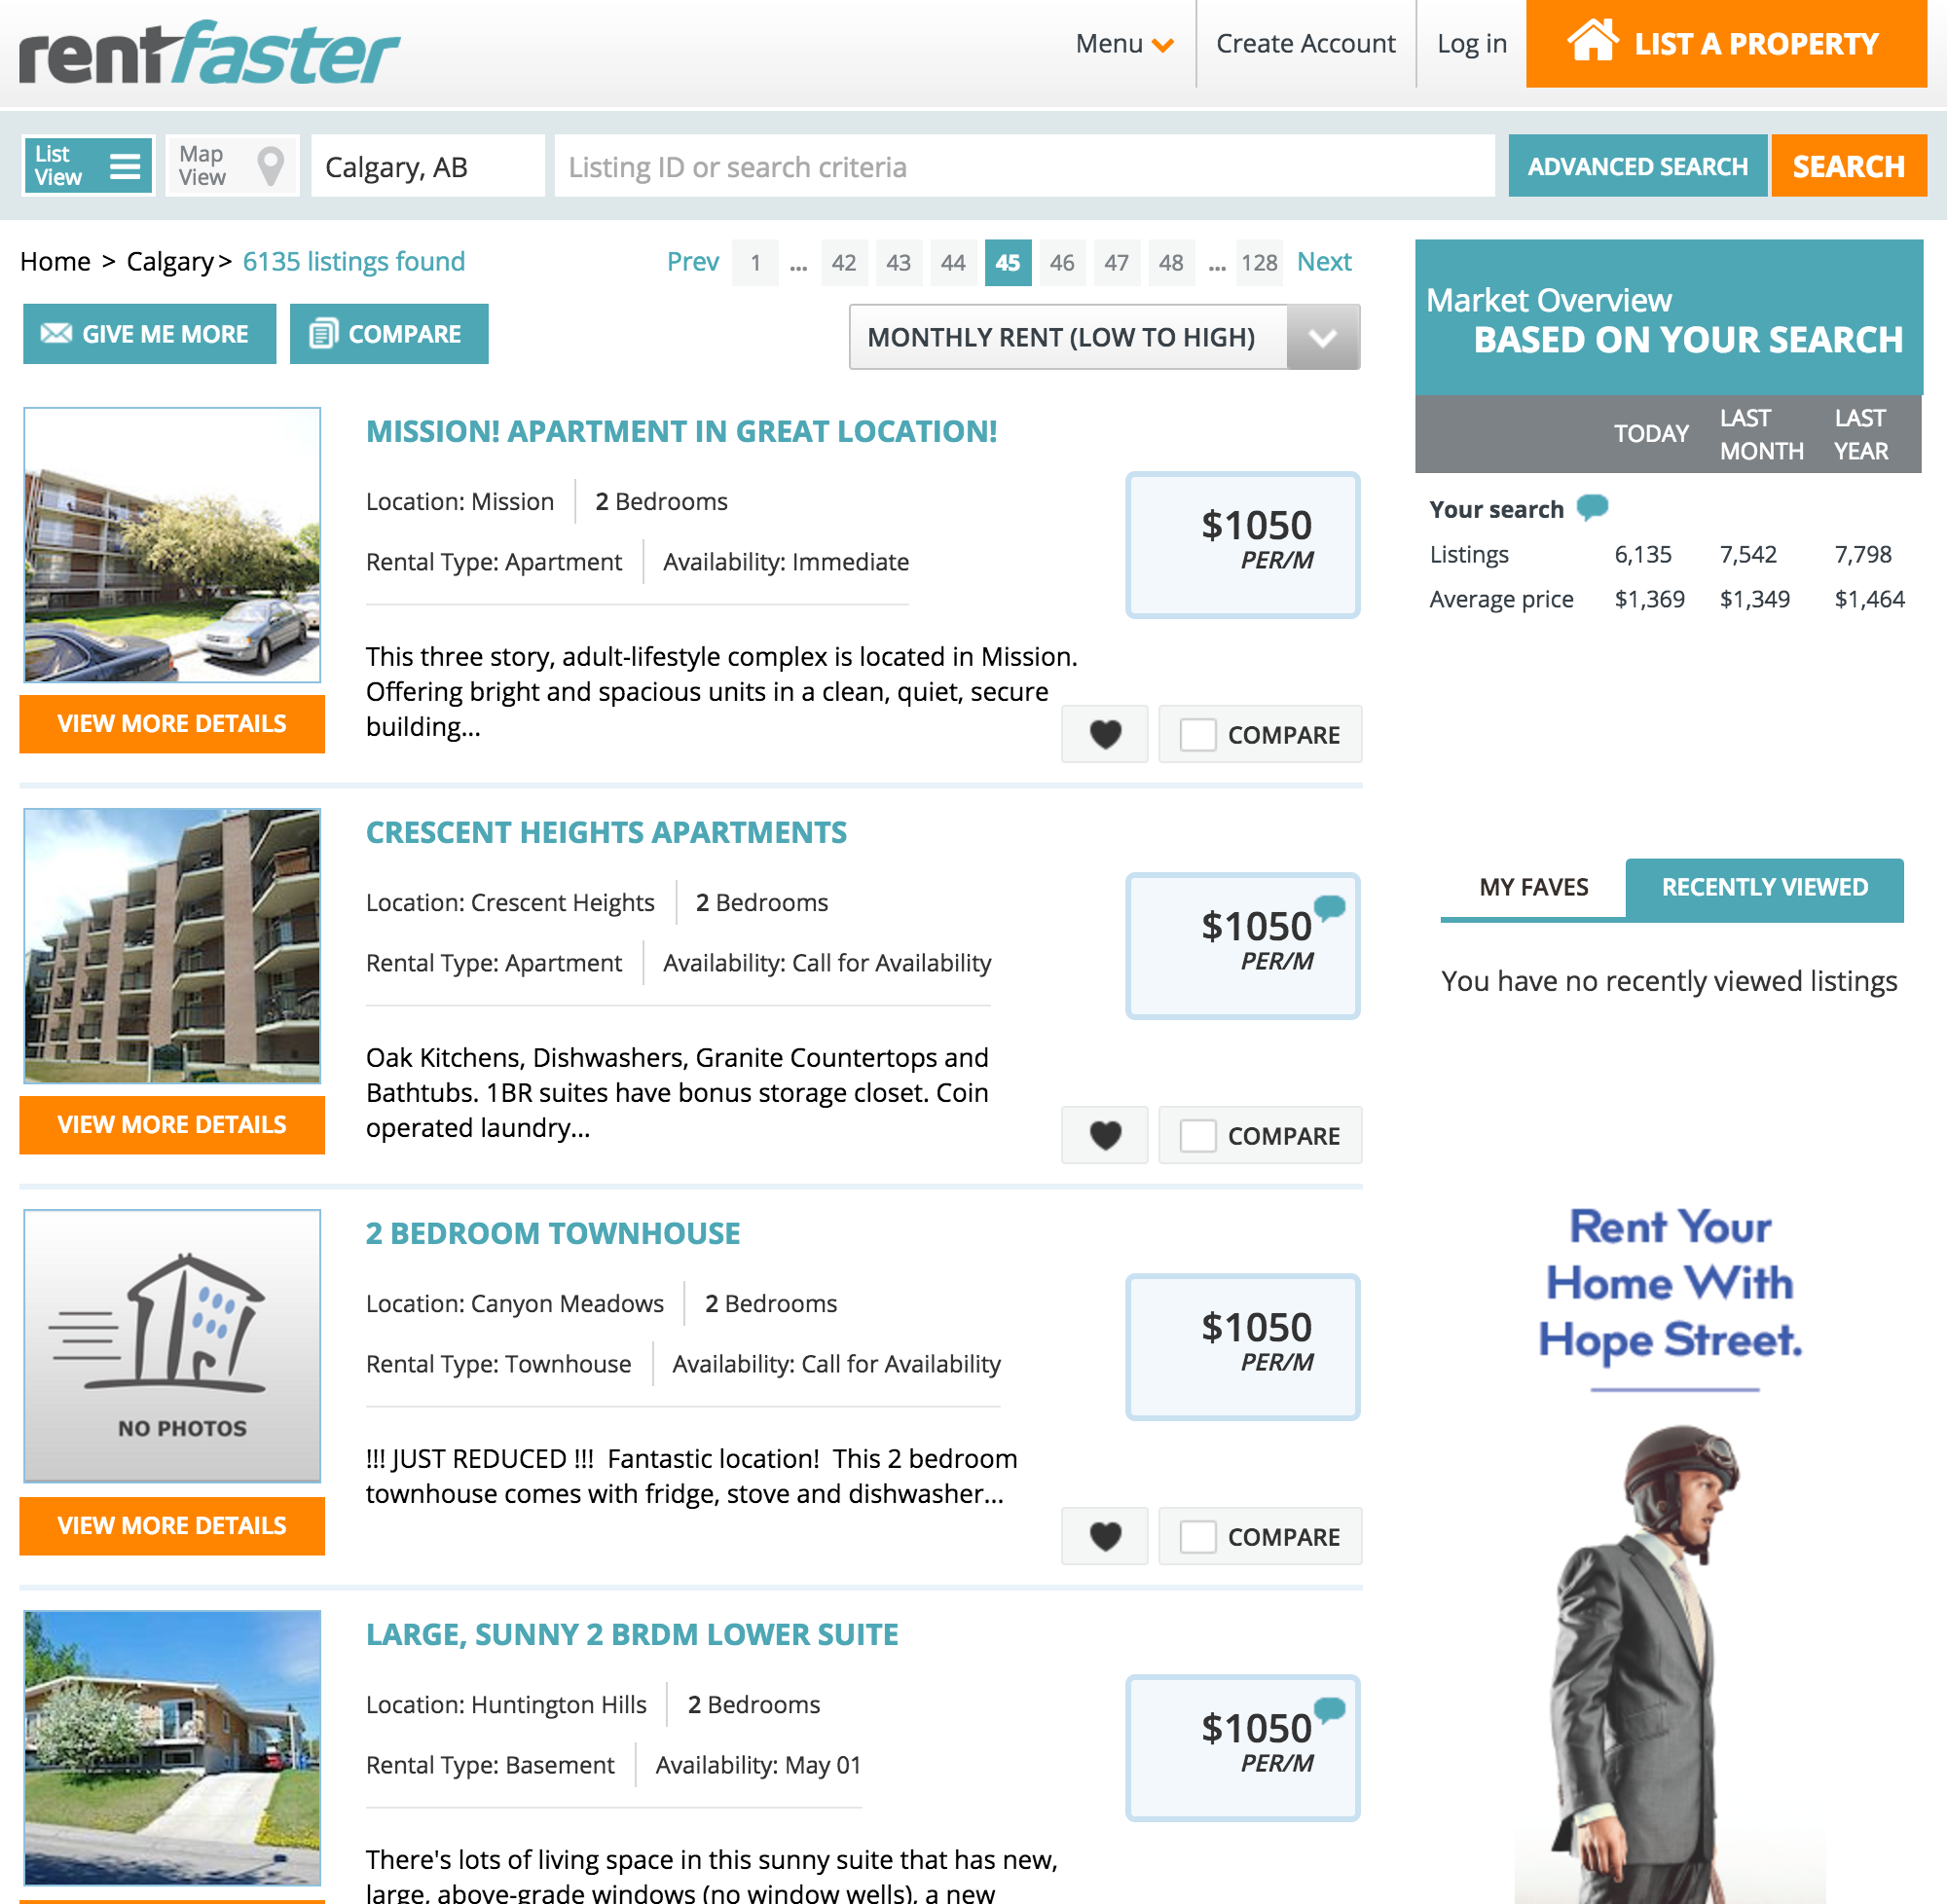 rentfaster
Menu
Create Account
Log in
LIST A PROPERTY
List
View
Map
View
Calgary, AB
Listing ID or search criteria
ADVANCED SEARCH
SEARCH
Home > Calgary > 6135 listings found
Prev 1 ... 42 43 44 45 46 47 48 ... 128 Next
GIVE ME MORE
COMPARE
MONTHLY RENT (LOW TO HIGH)
MISSION! APARTMENT IN GREAT LOCATION!
Location: Mission
2 Bedrooms
Rental Type: Apartment
Availability: Immediate
$1050
PER/M
This three story, adult-lifestyle complex is located in Mission.
Offering bright and spacious units in a clean, quiet, secure
building...
VIEW MORE DETAILS
COMPARE
CRESCENT HEIGHTS APARTMENTS
Location: Crescent Heights
2 Bedrooms
Rental Type: Apartment
Availability: Call for Availability
$1050
PER/M
Oak Kitchens, Dishwashers, Granite Countertops and
Bathtubs. 1BR suites have bonus storage closet. Coin
operated laundry...
VIEW MORE DETAILS
COMPARE
2 BEDROOM TOWNHOUSE
Location: Canyon Meadows
2 Bedrooms
Rental Type: Townhouse
Availability: Call for Availability
$1050
PER/M
NO PHOTOS
!!! JUST REDUCED !!! Fantastic location! This 2 bedroom
townhouse comes with fridge, stove and dishwasher...
VIEW MORE DETAILS
COMPARE
LARGE, SUNNY 2 BRDM LOWER SUITE
Location: Huntington Hills
2 Bedrooms
Rental Type: Basement
Availability: May 01
$1050
PER/M
There's lots of living space in this sunny suite that has new,
large, above-grade windows (no window wells), a new
Market Overview
BASED ON YOUR SEARCH
TODAY
LAST
MONTH
LAST
YEAR
Your search
Listings 6,135 7,542 7,798
Average price $1,369 $1,349 $1,464
MY FAVES
RECENTLY VIEWED
You have no recently viewed listings
Rent Your
Home With
Hope Street.